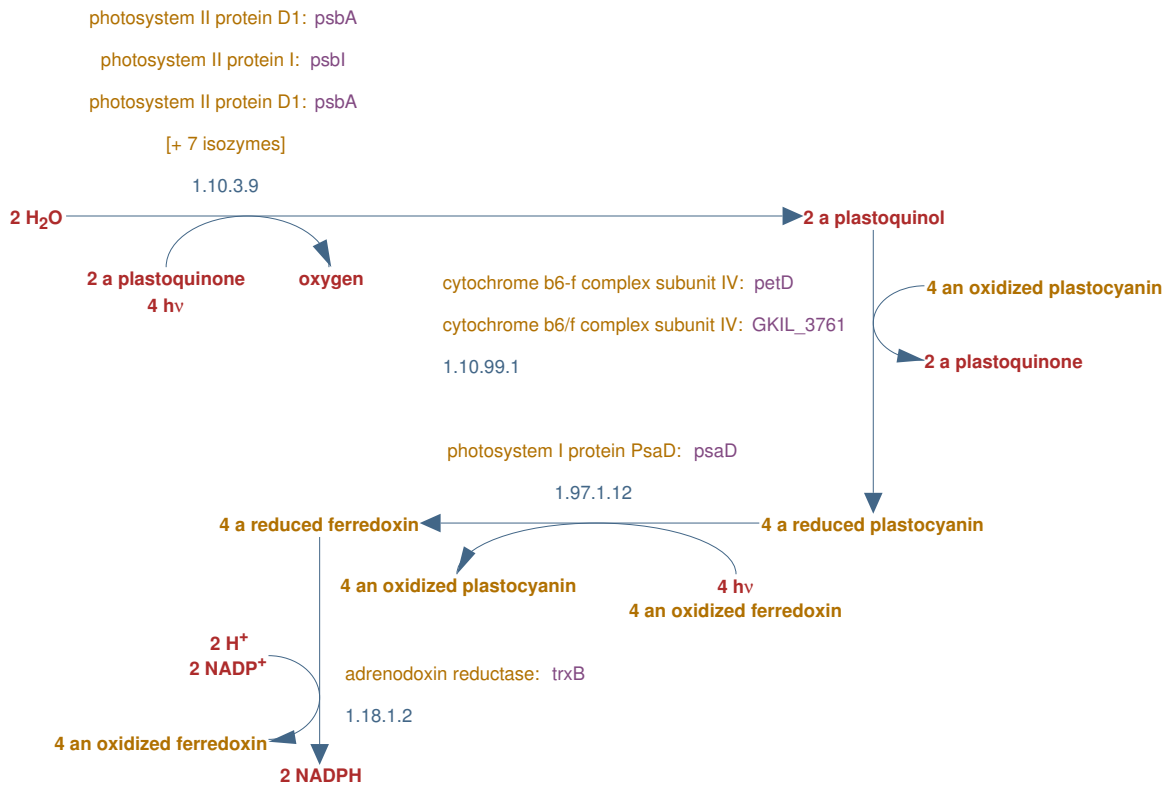 photosystem II protein D1: psbA
photosystem II protein I: psbI
photosystem II protein D1: psbA
[+ 7 isozymes]
1.10.3.9
2 H₂O
2 a plastoquinol
2 a plastoquinone
4 hν
oxygen
cytochrome b6-f complex subunit IV: petD
4 an oxidized plastocyanin
cytochrome b6/f complex subunit IV: GKIL_3761
1.10.99.1
2 a plastoquinone
photosystem I protein PsaD: psaD
1.97.1.12
4 a reduced ferredoxin
4 a reduced plastocyanin
4 an oxidized plastocyanin
4 hν
4 an oxidized ferredoxin
2 H⁺
2 NADP⁺
adrenodoxin reductase: trxB
1.18.1.2
4 an oxidized ferredoxin
2 NADPH